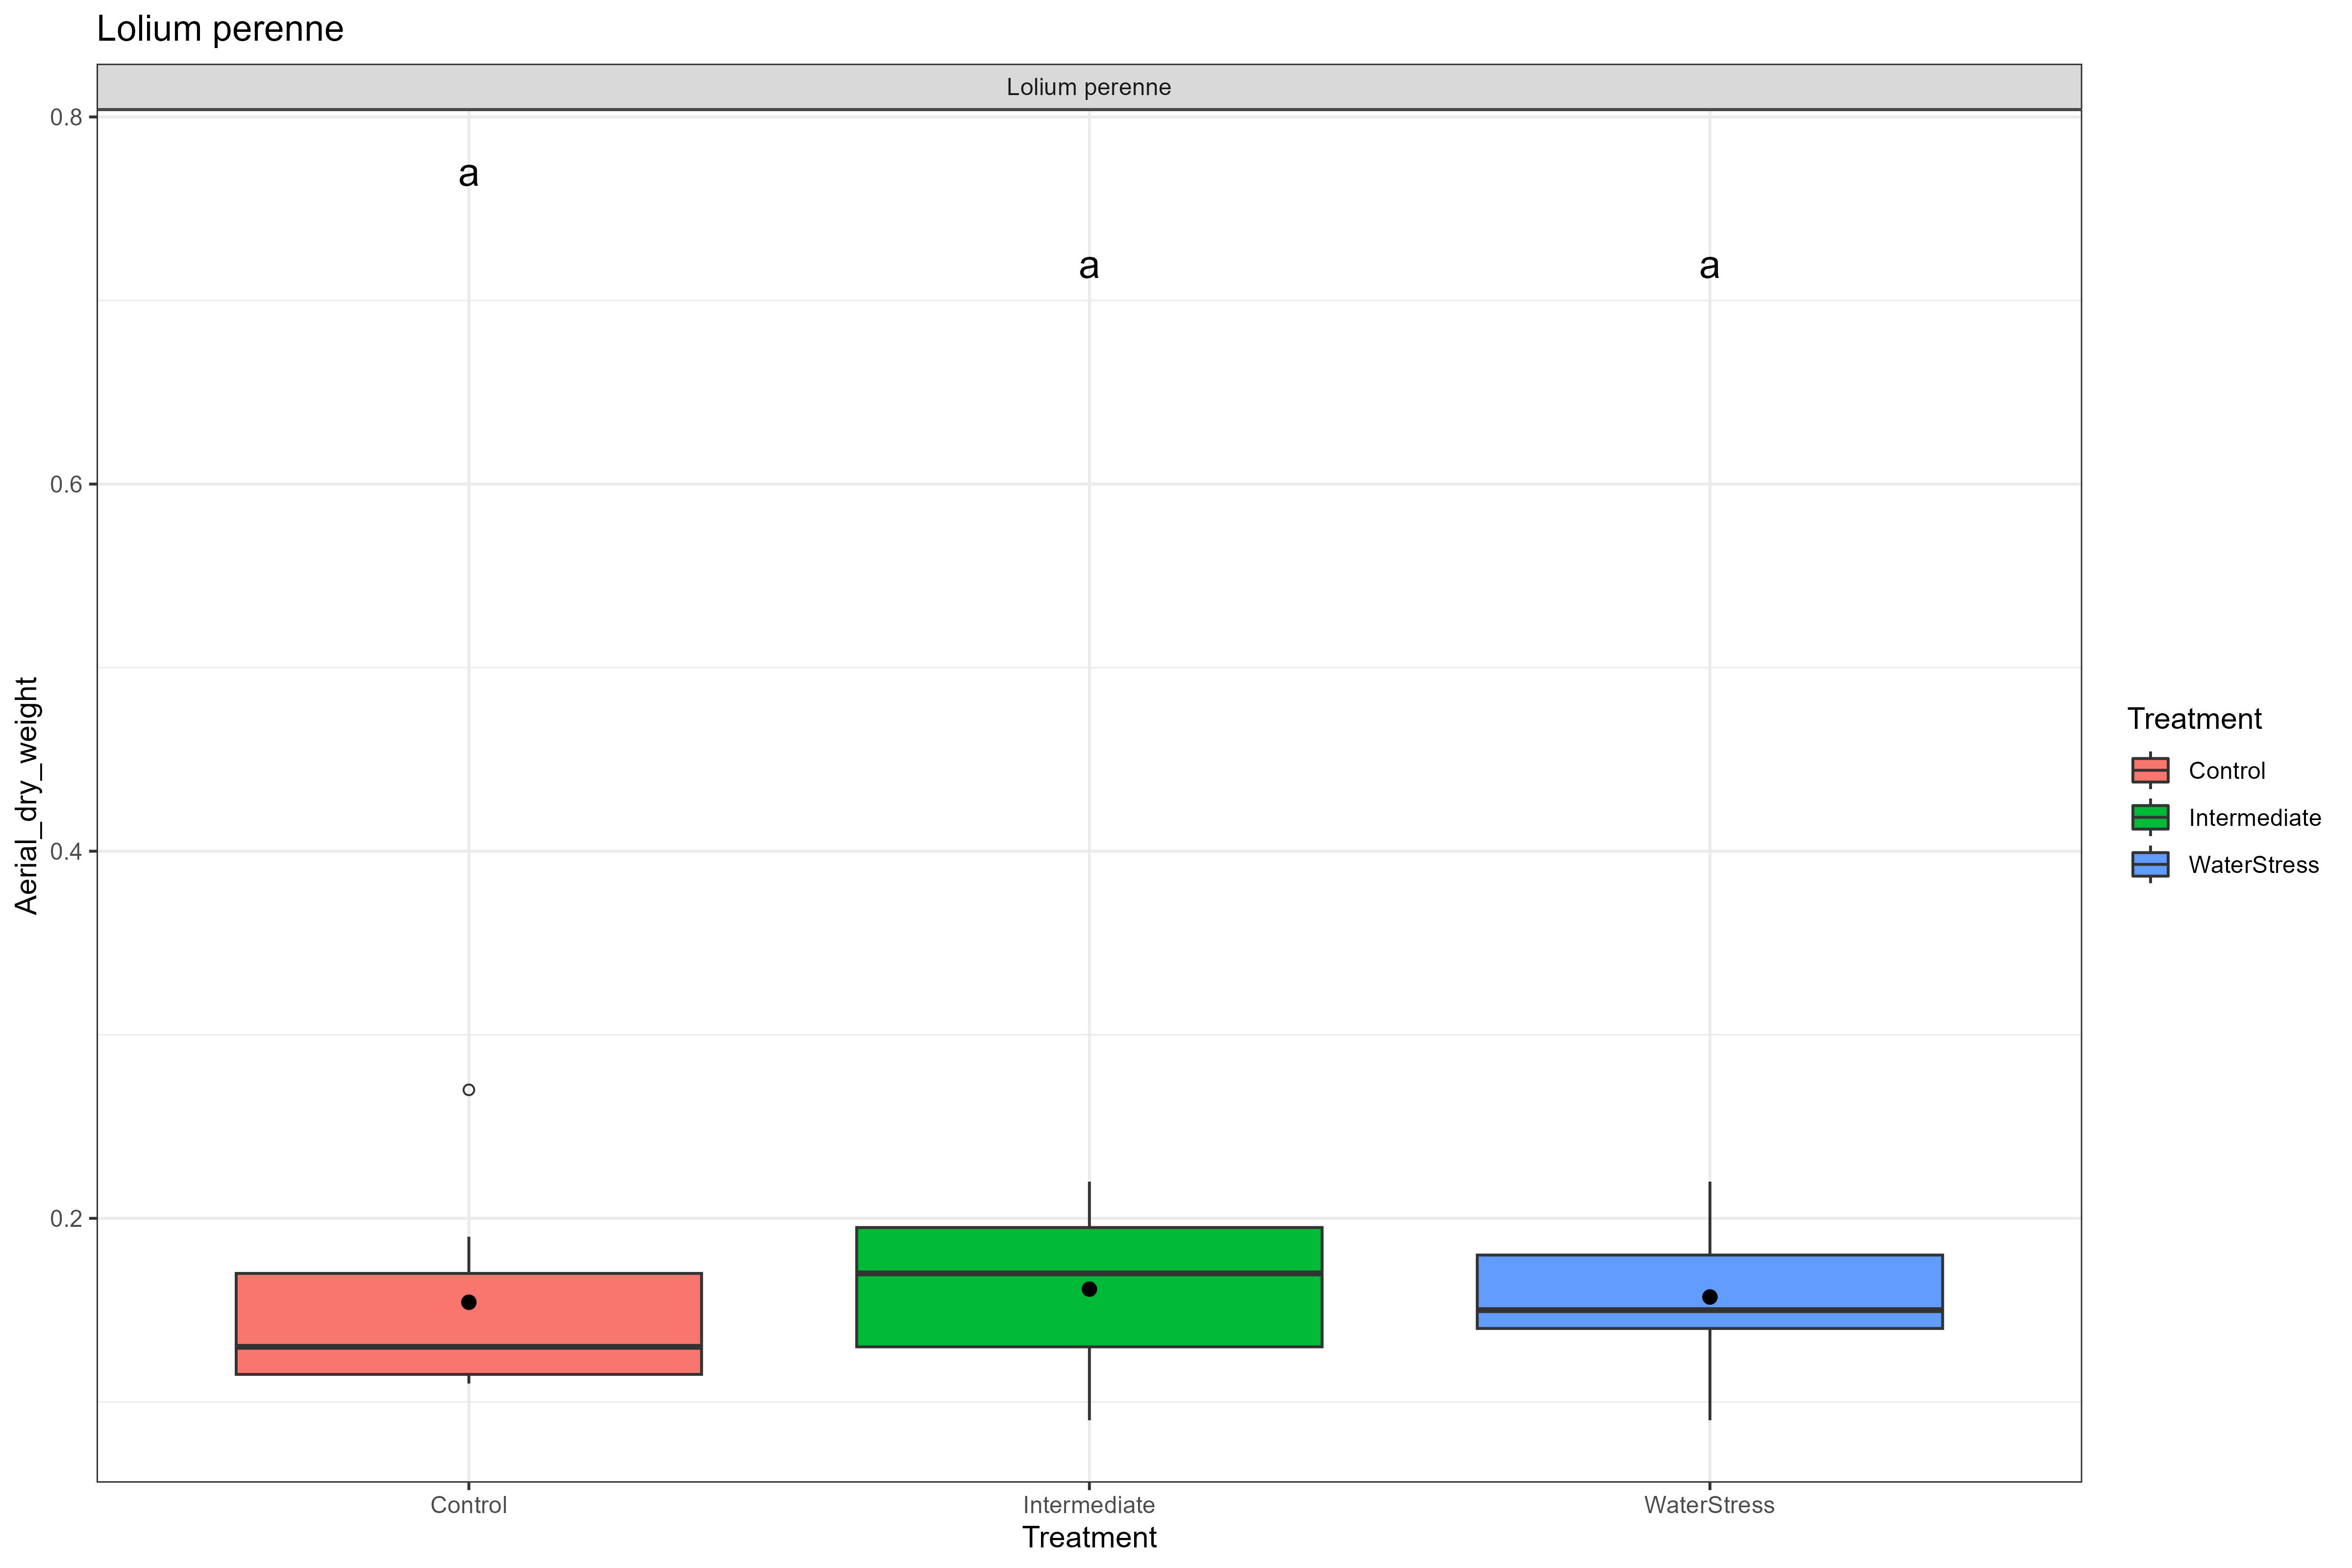 Lolium perenne
Lolium perenne
0.8
0.6
0.4
0.2
Aerial_dry_weight
a
a
a
Control
Intermediate
WaterStress
Treatment
Treatment
Control
Intermediate
WaterStress